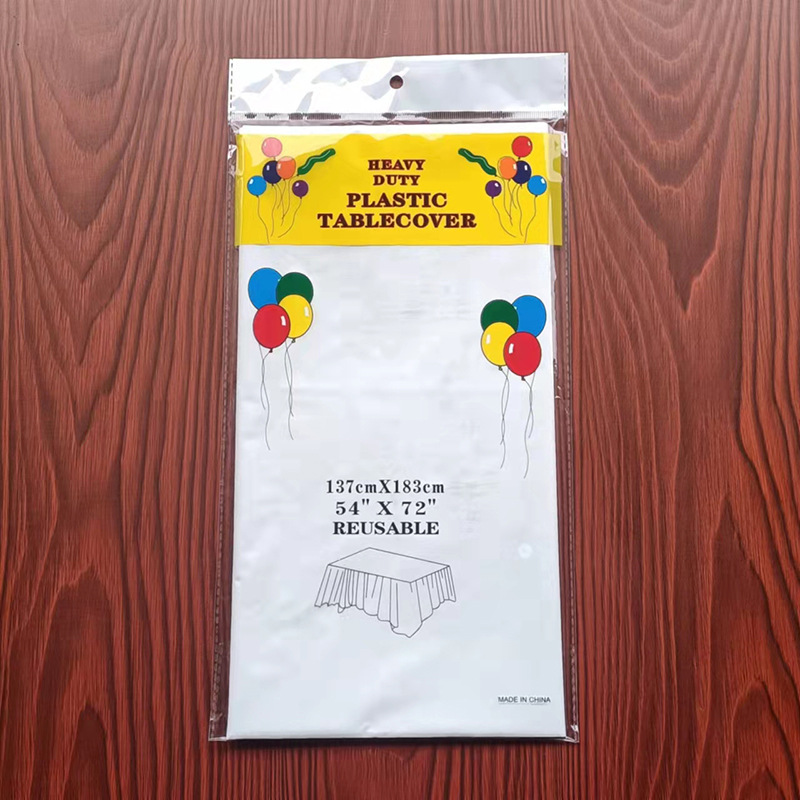 HEAVY
DUTY
PLASTIC
TABLECOVER
137cmX183cm
54" X 72"
REUSABLE
MADE IN CHINA